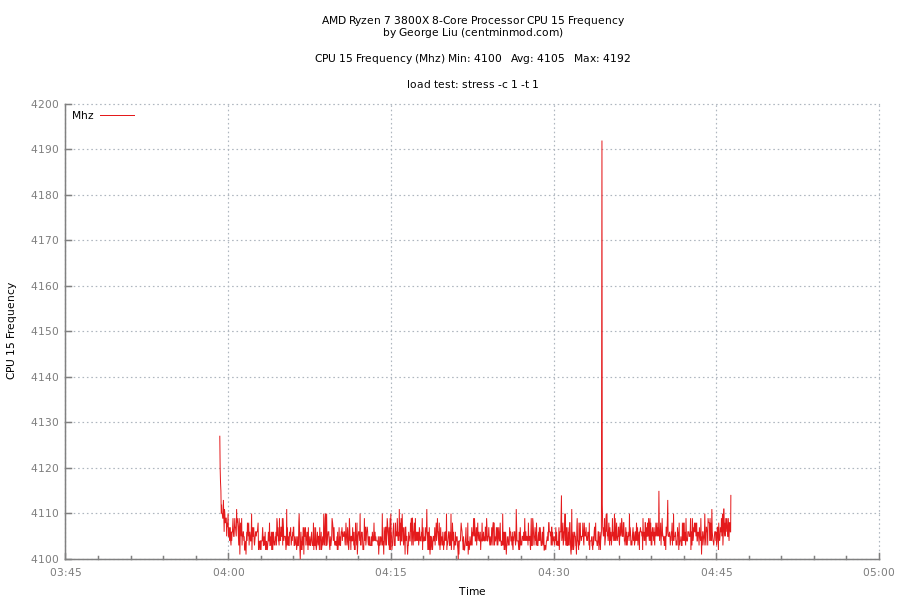 AMD Ryzen 7 3800X 8-Core Processor CPU 15 Frequency
by George Liu (centminmod.com)
CPU 15 Frequency (Mhz) Min: 4100 Avg: 4105 Max: 4192
load test: stress -c 1 -t 1
Mhz
4200
4190
4180
4170
4160
4150
4140
4130
4120
4110
4100
CPU 15 Frequency
03:45 04:00 04:15 04:30 04:45 05:00
Time